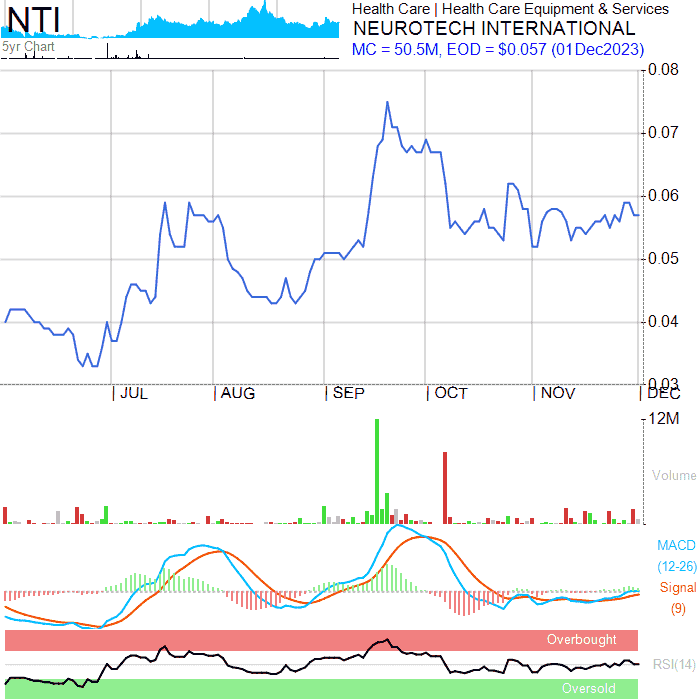 NTI
Health Care | Health Care Equipment & Services
NEUROTECH INTERNATIONAL
MC = 50.5M, EOD = $0.057 (01Dec2023)
5yr Chart
0.08
0.07
0.06
0.05
0.04
0.03
JUL
AUG
SEP
OCT
NOV
DEC
12M
Volume
MACD
(12-26)
Signal
(9)
Overbought
RSI(14)
Oversold